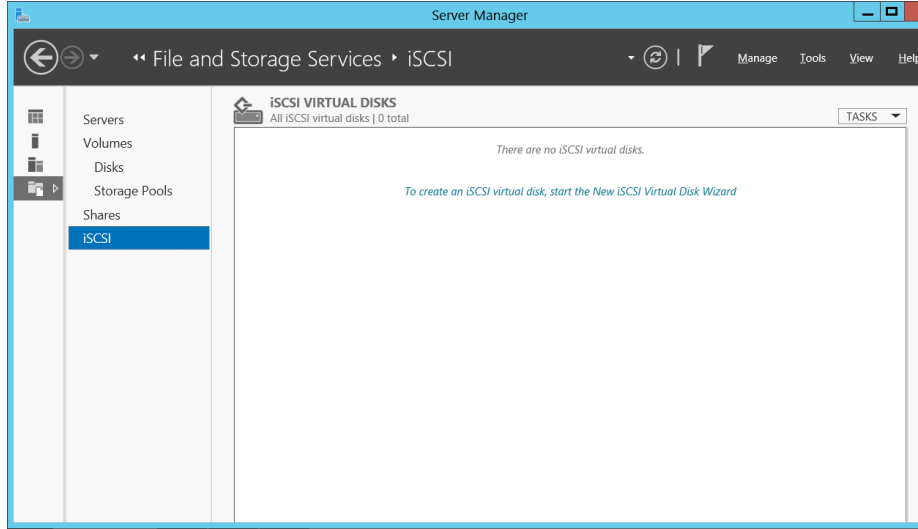 Server Manager
File and Storage Services iSCSI
Manage Tools View Help
Servers
Volumes
Disks
Storage Pools
Shares
iSCSI
iSCSI VIRTUAL DISKS
All iSCSI virtual disks | 0 total
TASKS
There are no iSCSI virtual disks.
To create an iSCSI virtual disk, start the New iSCSI Virtual Disk Wizard